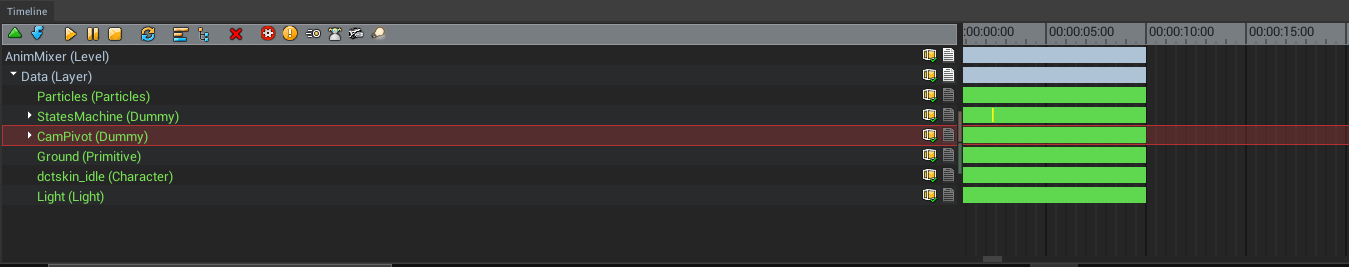 Timeline
:00:00:00 00:00:05:00 00:00:10:00 00:00:15:00
AnimMixer (Level)
Data (Layer)
Particles (Particles)
StatesMachine (Dummy)
CamPivot (Dummy)
Ground (Primitive)
dctskin_idle (Character)
Light (Light)